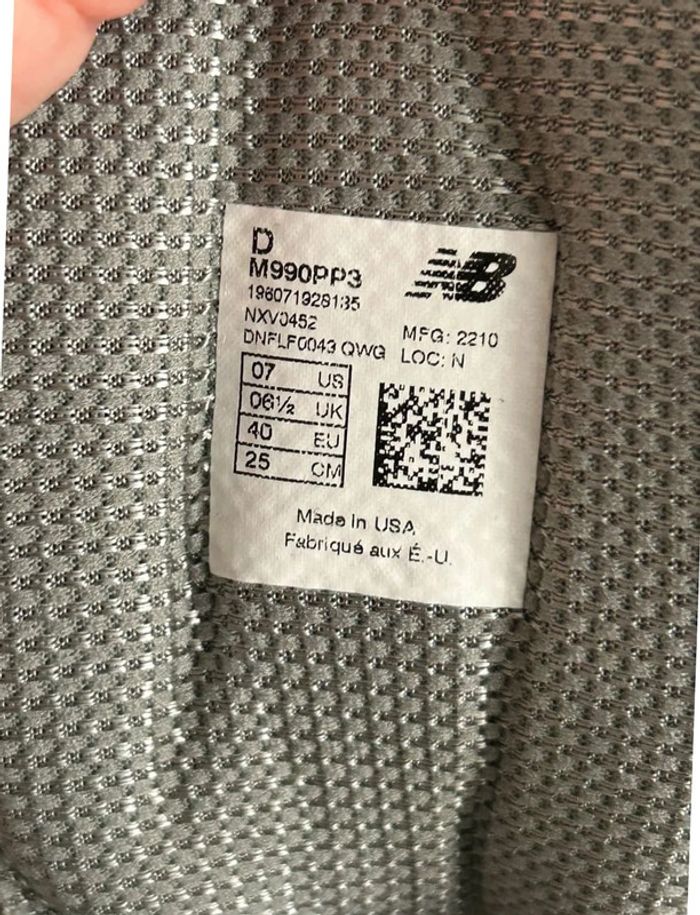 D
M990PP3
196071928135
NXV0452
DNFLF0043 QWG
NB
MFG: 2210
LOC: N
07 US
06½ UK
40 EU
25 CM
Made in USA
Fabriqué aux É.-U.